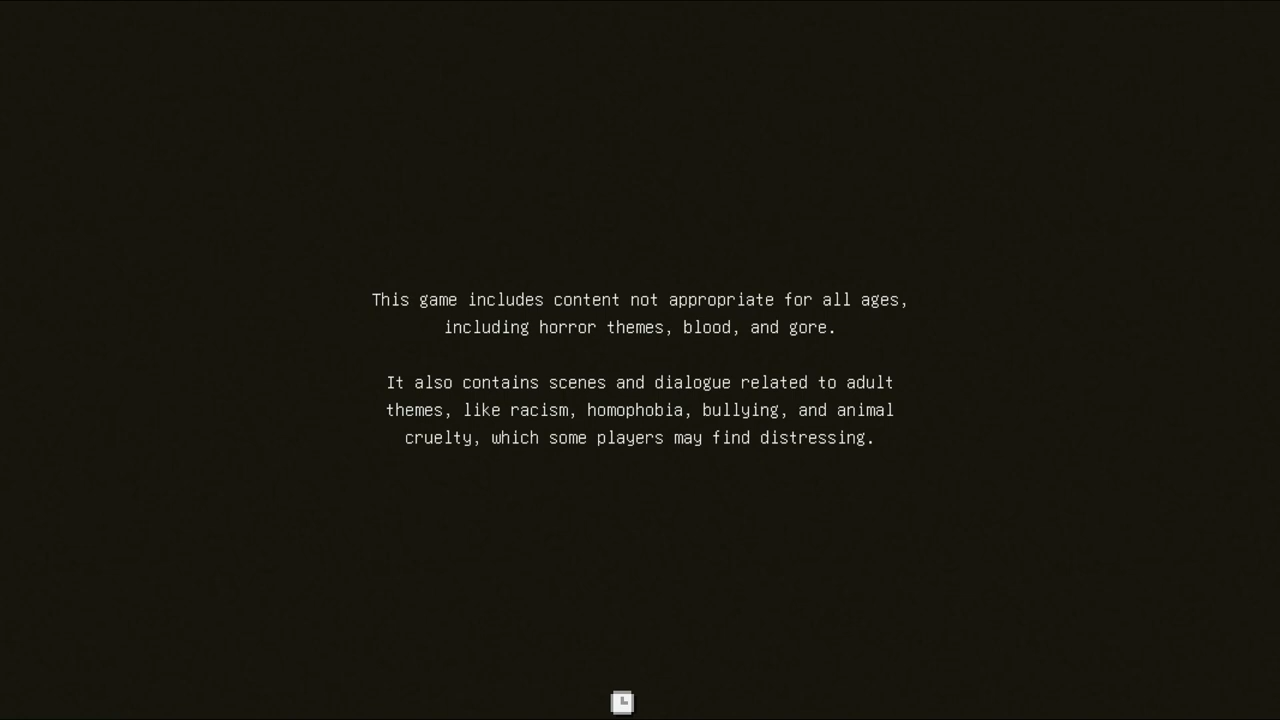 This game includes content not appropriate for all ages,
including horror themes, blood, and gore.
It also contains scenes and dialogue related to adult
themes, like racism, homophobia, bullying, and animal
cruelty, which some players may find distressing.